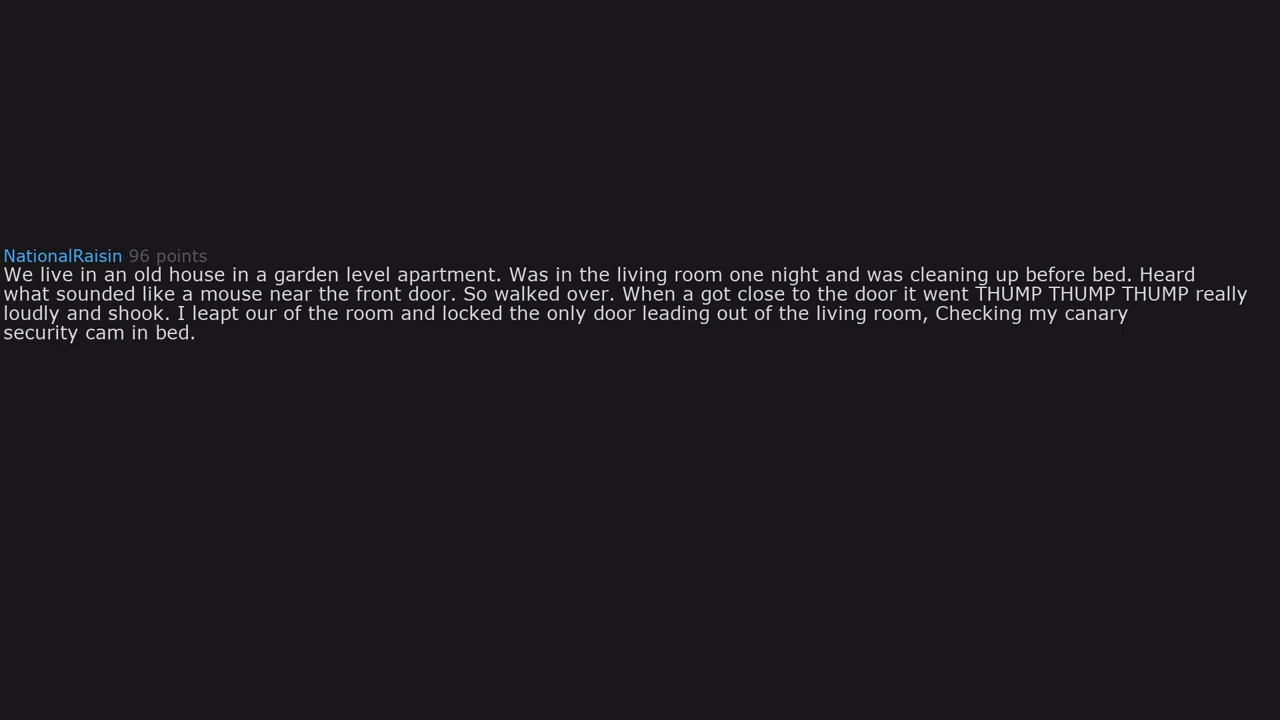 NationalRaisin 96 points
We live in an old house in a garden level apartment. Was in the living room one night and was cleaning up before bed. Heard
what sounded like a mouse near the front door. So walked over. When a got close to the door it went THUMP THUMP THUMP really
loudly and shook. I leapt our of the room and locked the only door leading out of the living room, Checking my canary
security cam in bed.